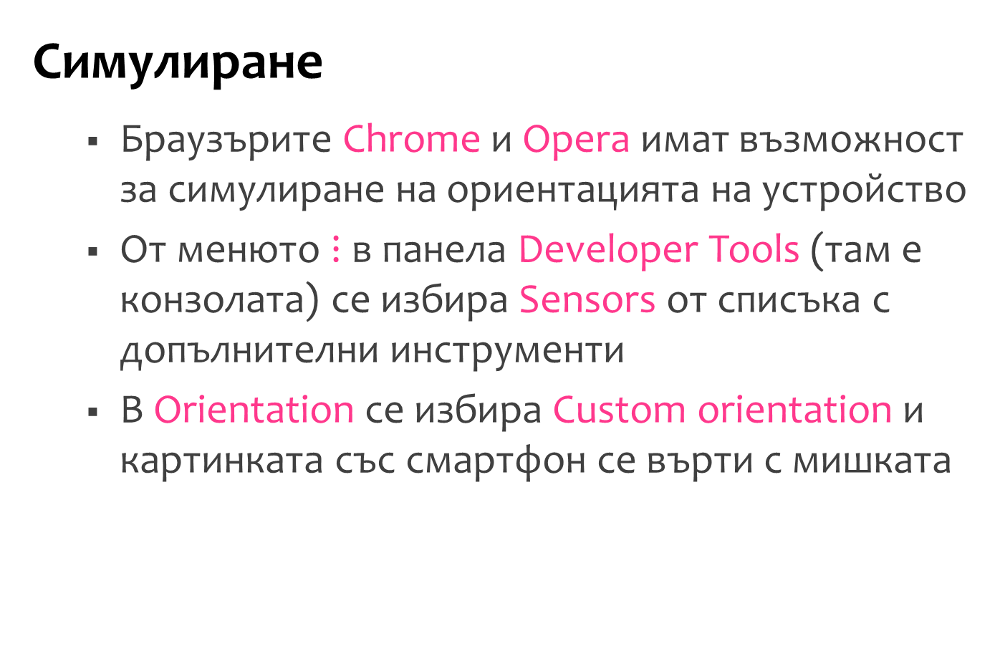 Симулиране
▪ Браузърите Chrome и Opera имат възможност
за симулиране на ориентацията на устройство
▪ От менюто ⋮ в панела Developer Tools (там е
конзолата) се избира Sensors от списъка с
допълнителни инструменти
▪ В Orientation се избира Custom orientation и
картинката със смартфон се върти с мишката